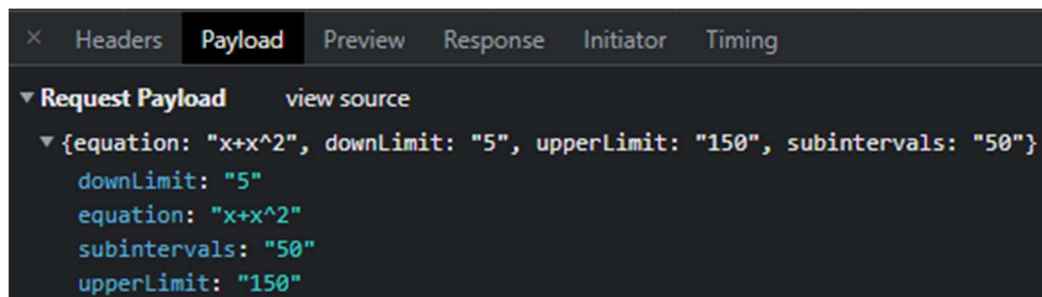 × Headers Payload Preview Response Initiator Timing
▼ Request Payload view source
▼ {equation: "x+x^2", downLimit: "5", upperLimit: "150", subintervals: "50"}
downLimit: "5"
equation: "x+x^2"
subintervals: "50"
upperLimit: "150"